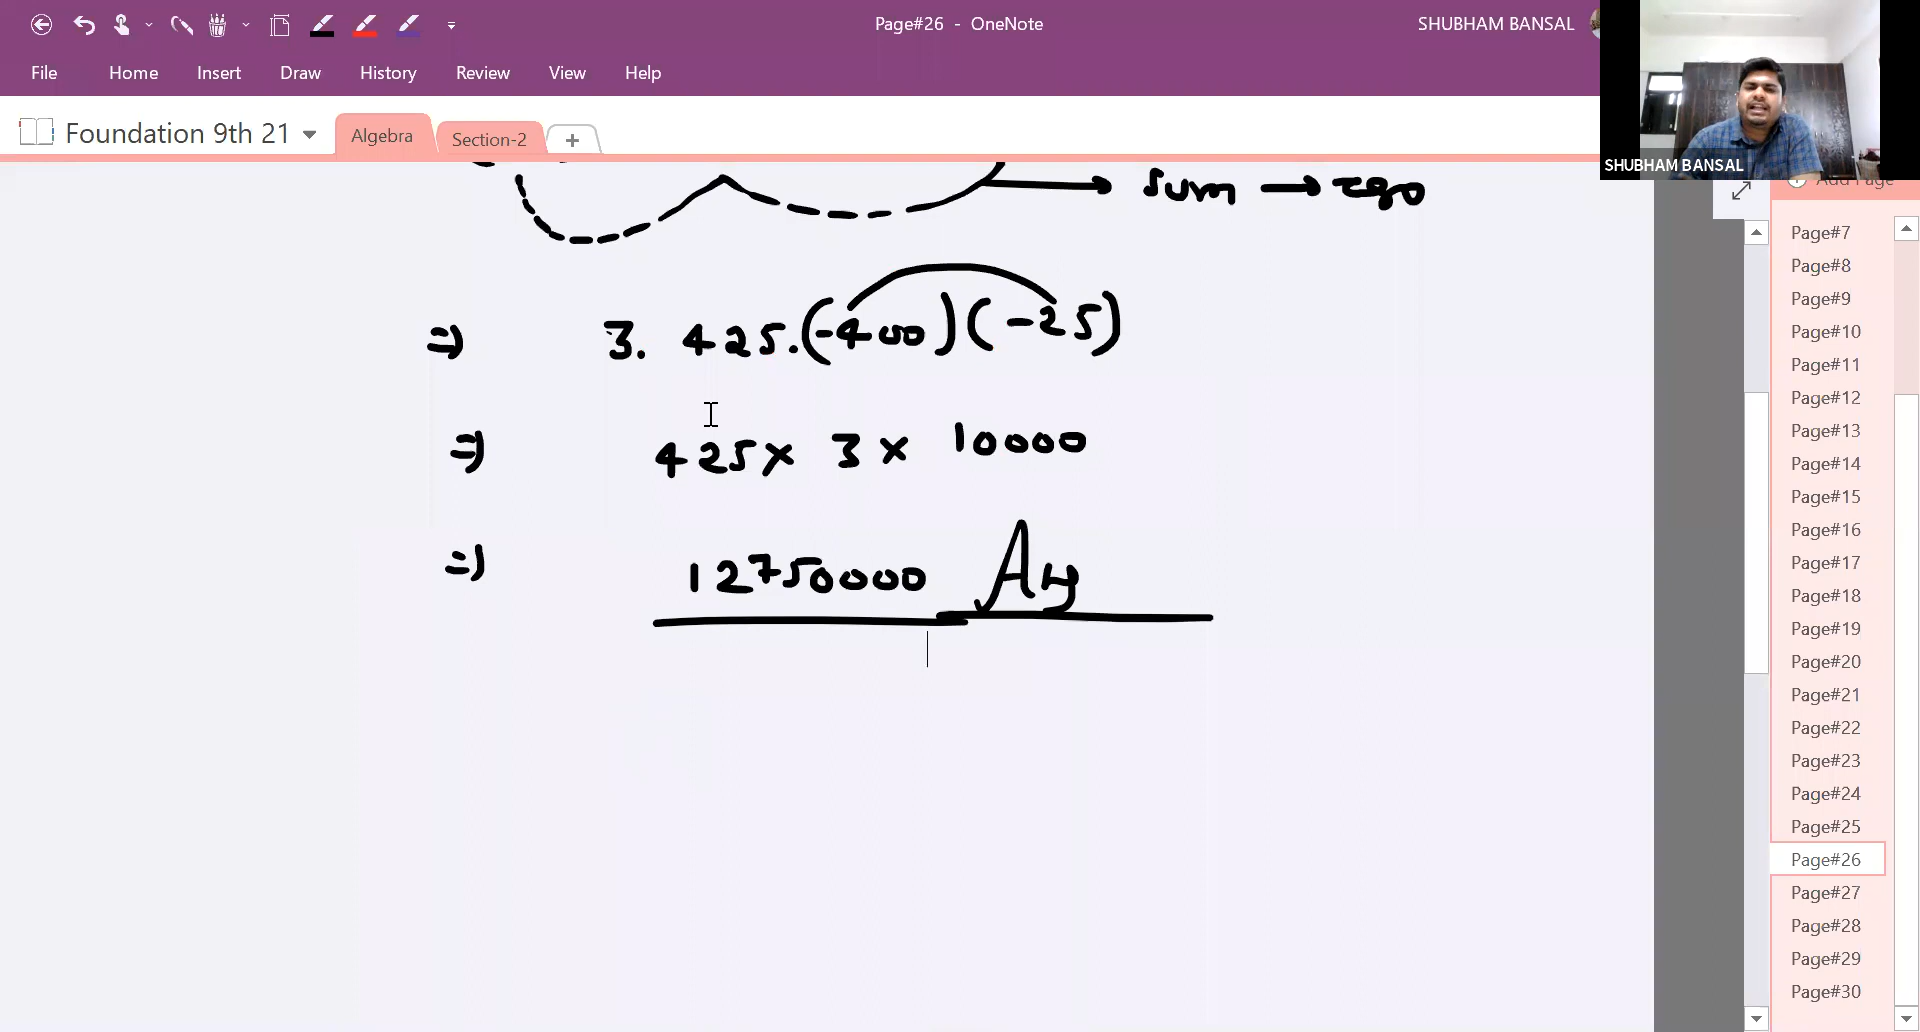 Page#26 - OneNote
SHUBHAM BANSAL
File Home Insert Draw History Review View Help
SHUBHAM BANSAL
Foundation 9th 21
Algebra
Section-2
+
Add Page
sum → zero
⇒ 3. 425.(-400)(-25)
⇒ 425 × 3 × 10000
⇒ 12750000 Ans
Page#7
Page#8
Page#9
Page#10
Page#11
Page#12
Page#13
Page#14
Page#15
Page#16
Page#17
Page#18
Page#19
Page#20
Page#21
Page#22
Page#23
Page#24
Page#25
Page#26
Page#27
Page#28
Page#29
Page#30